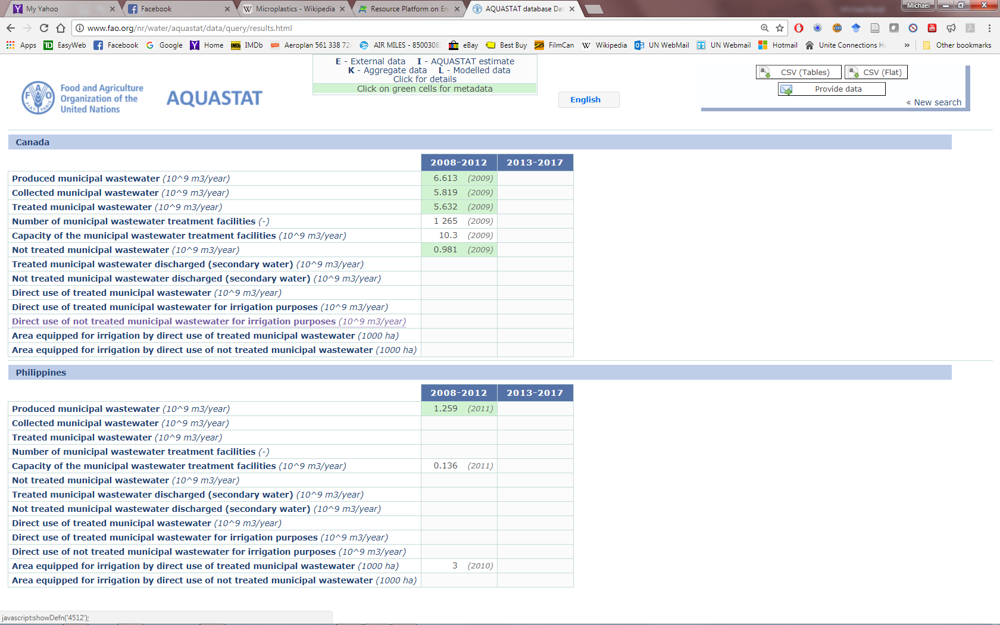 My Yahoo
Facebook
Microplastics - Wikipedia
Resource Platform on En
AQUASTAT database Dat
Michael
www.fao.org/nr/water/aquastat/data/query/results.html
Apps EasyWeb Facebook Google Home IMDb Aeroplan 561 338 72 AIR MILES - 8500308 eBay Best Buy FilmCan Wikipedia UN WebMail UN Webmail Hotmail Unite Connections H » Other bookmarks
E - External data I - AQUASTAT estimate
K - Aggregate data L - Modelled data
Click for details
Click on green cells for metadata
Food and Agriculture
Organization of the
United Nations
AQUASTAT
English
CSV (Tables) CSV (Flat)
Provide data
« New search
Canada
2008-2012 2013-2017
Produced municipal wastewater (10^9 m3/year) 6.613 (2009)
Collected municipal wastewater (10^9 m3/year) 5.819 (2009)
Treated municipal wastewater (10^9 m3/year) 5.632 (2009)
Number of municipal wastewater treatment facilities (-) 1 265 (2009)
Capacity of the municipal wastewater treatment facilities (10^9 m3/year) 10.3 (2009)
Not treated municipal wastewater (10^9 m3/year) 0.981 (2009)
Treated municipal wastewater discharged (secondary water) (10^9 m3/year)
Not treated municipal wastewater discharged (secondary water) (10^9 m3/year)
Direct use of treated municipal wastewater (10^9 m3/year)
Direct use of treated municipal wastewater for irrigation purposes (10^9 m3/year)
Direct use of not treated municipal wastewater for irrigation purposes (10^9 m3/year)
Area equipped for irrigation by direct use of treated municipal wastewater (1000 ha)
Area equipped for irrigation by direct use of not treated municipal wastewater (1000 ha)
Philippines
2008-2012 2013-2017
Produced municipal wastewater (10^9 m3/year) 1.259 (2011)
Collected municipal wastewater (10^9 m3/year)
Treated municipal wastewater (10^9 m3/year)
Number of municipal wastewater treatment facilities (-)
Capacity of the municipal wastewater treatment facilities (10^9 m3/year) 0.136 (2011)
Not treated municipal wastewater (10^9 m3/year)
Treated municipal wastewater discharged (secondary water) (10^9 m3/year)
Not treated municipal wastewater discharged (secondary water) (10^9 m3/year)
Direct use of treated municipal wastewater (10^9 m3/year)
Direct use of treated municipal wastewater for irrigation purposes (10^9 m3/year)
Direct use of not treated municipal wastewater for irrigation purposes (10^9 m3/year)
Area equipped for irrigation by direct use of treated municipal wastewater (1000 ha) 3 (2010)
Area equipped for irrigation by direct use of not treated municipal wastewater (1000 ha)
javascript:showDefn('4512');